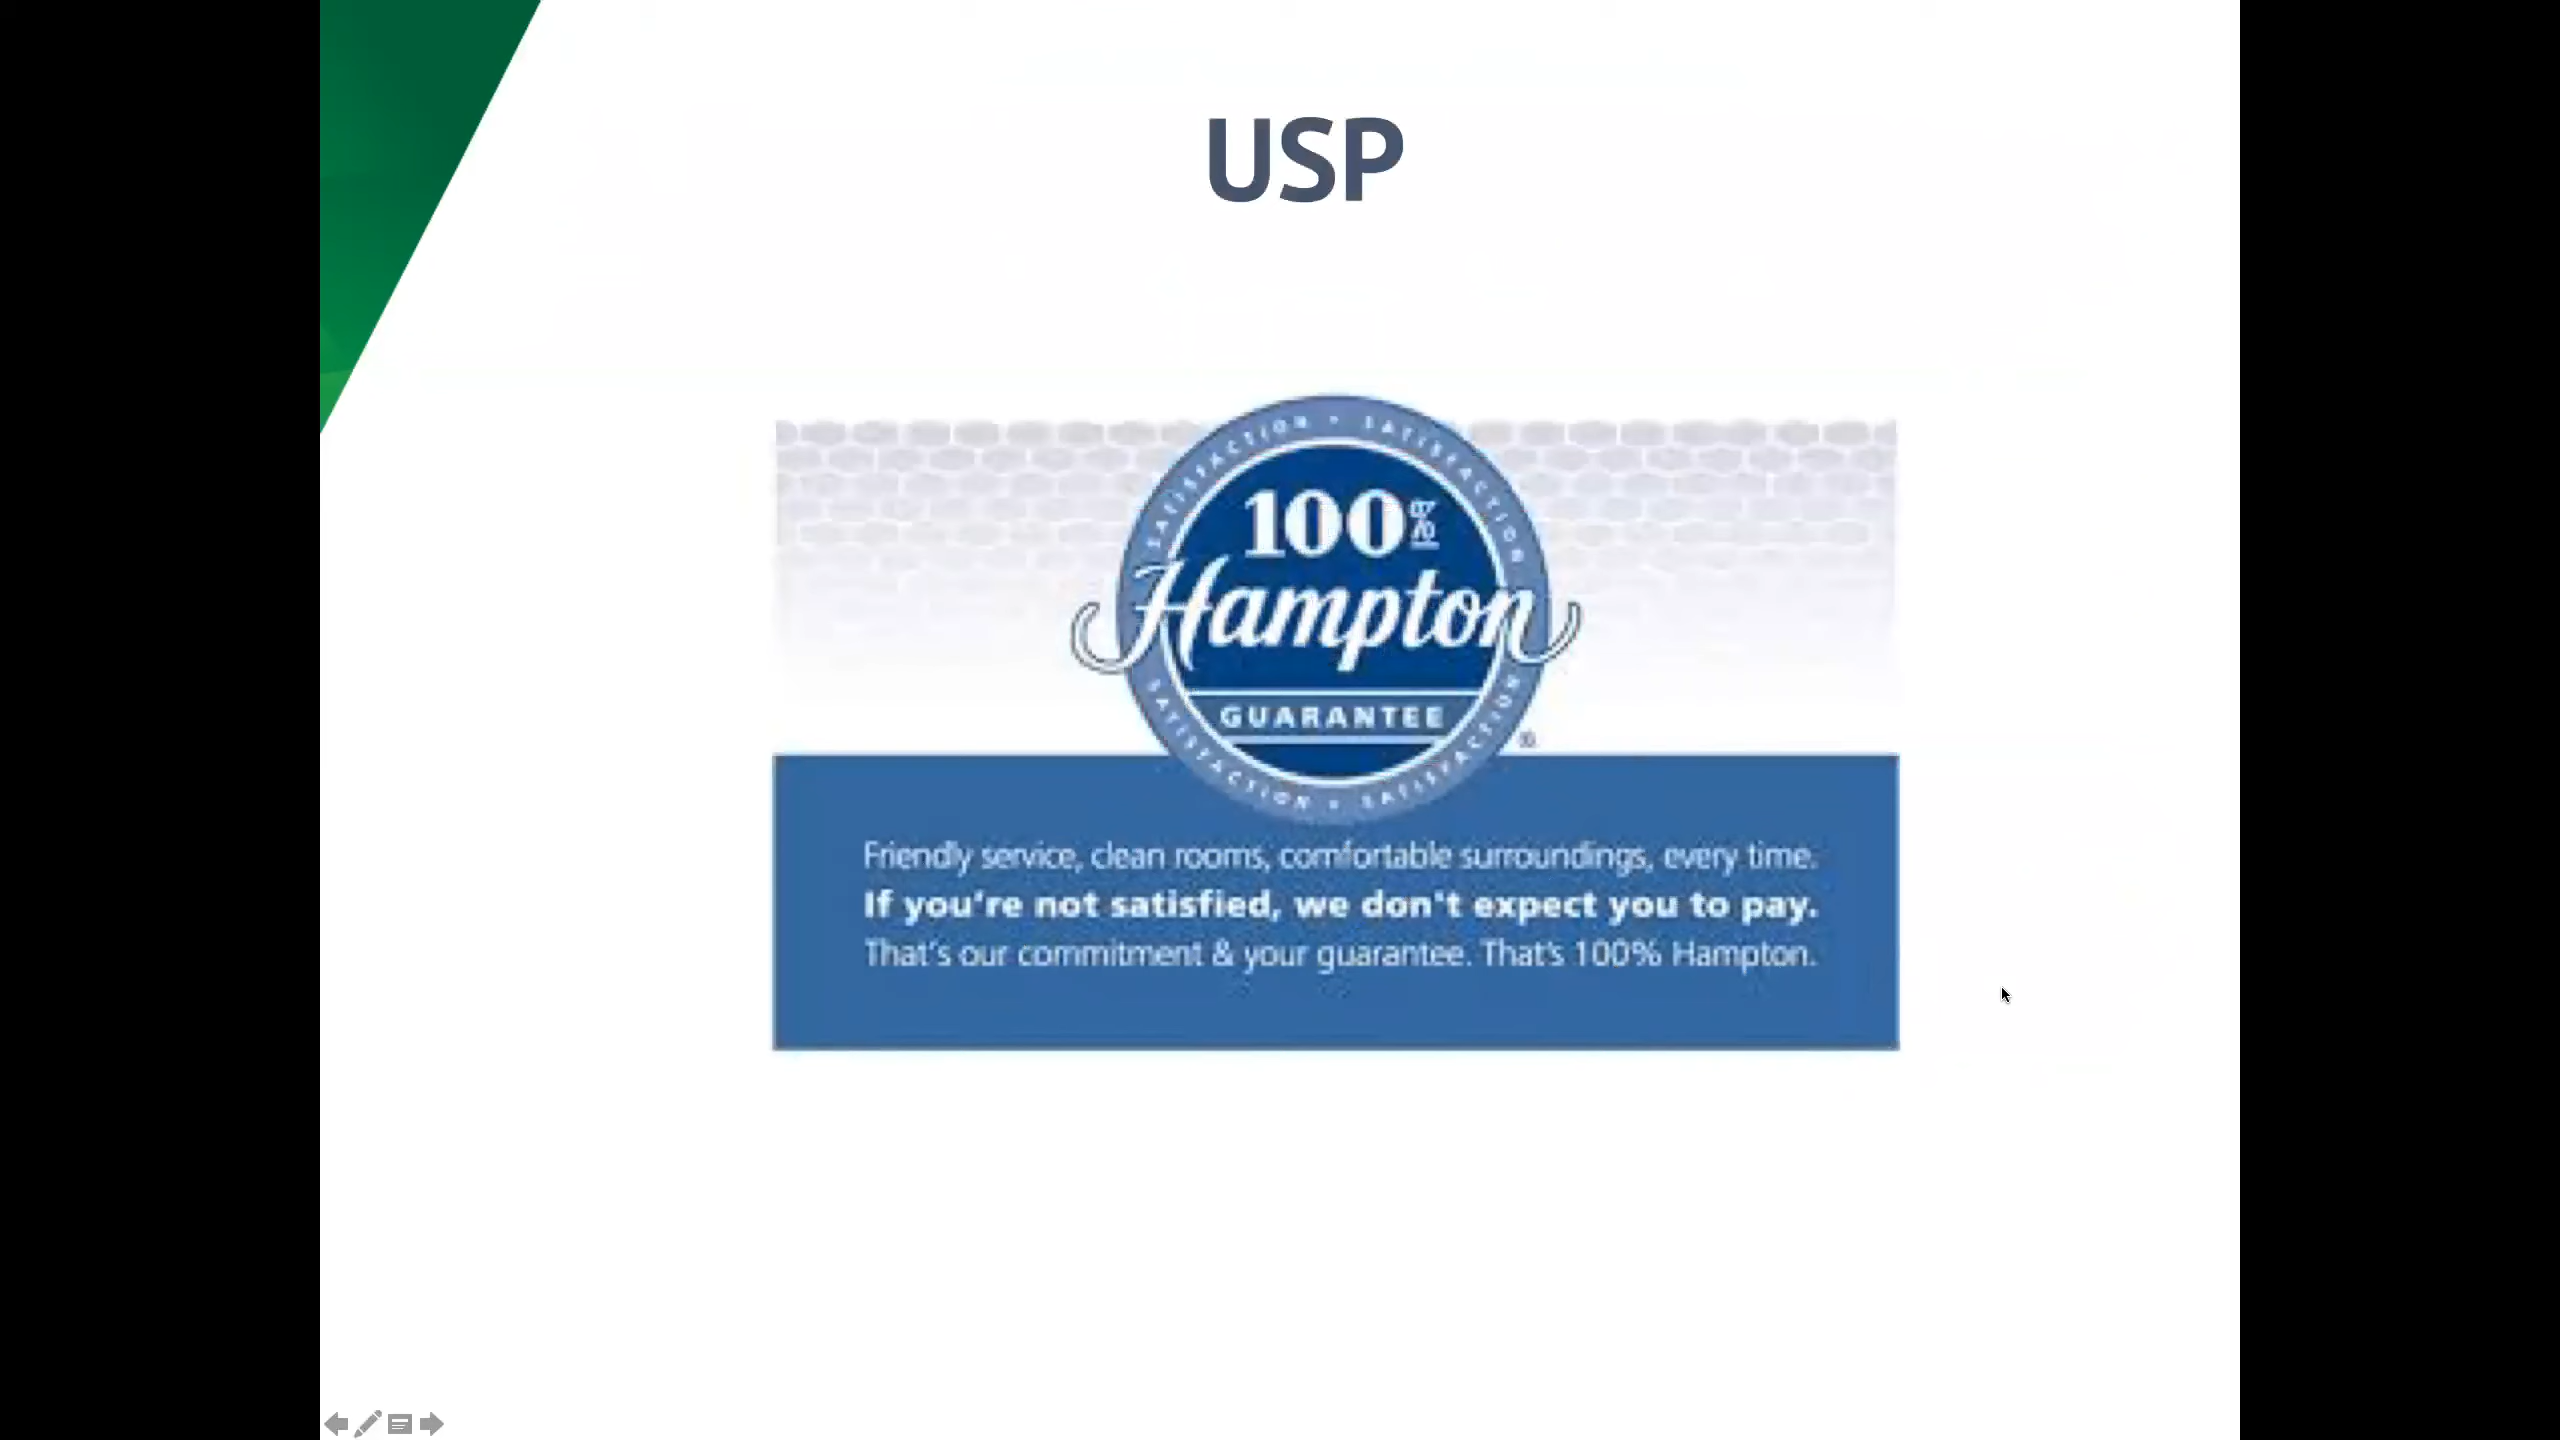 USP
SATISFACTION • SATISFACTION
100%
Hampton
GUARANTEE
SATISFACTION • SATISFACTION
®
Friendly service, clean rooms, comfortable surroundings, every time.
If you're not satisfied, we don't expect you to pay.
That's our commitment & your guarantee. That's 100% Hampton.